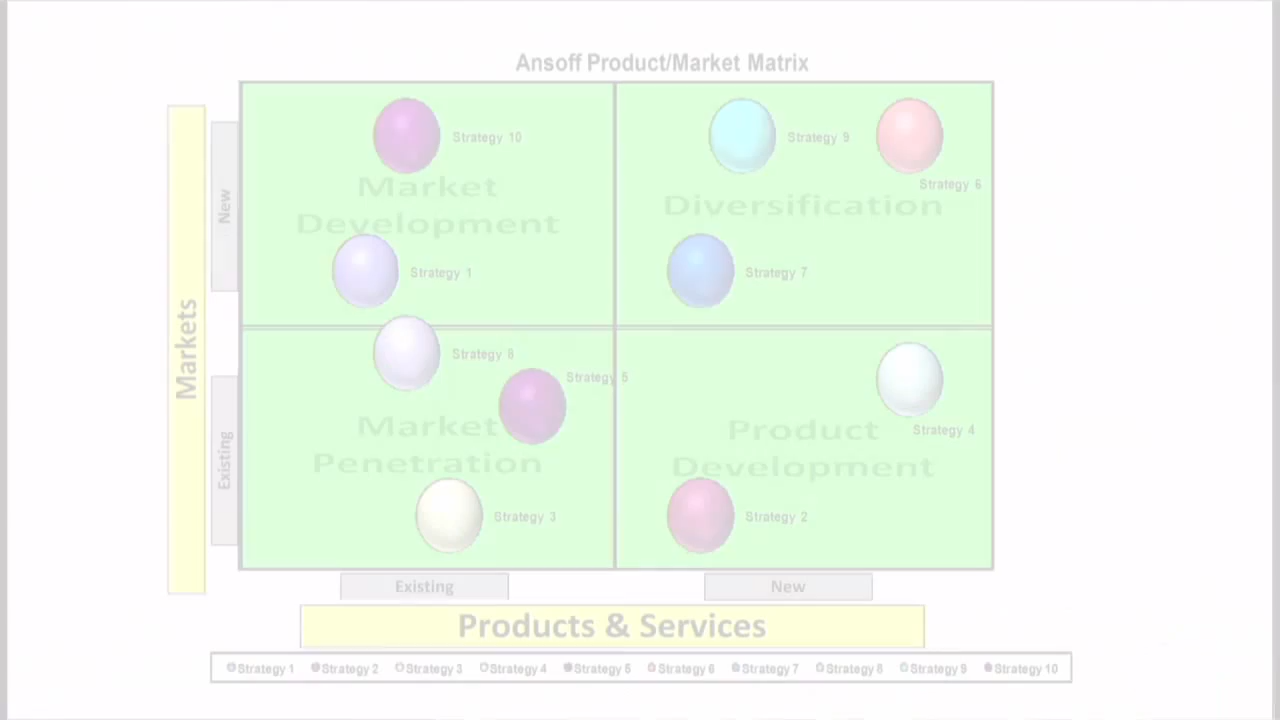 Ansoff Product/Market Matrix
Strategy 10
Strategy 9
Strategy 6
Market
Development
Diversification
New
Strategy 1
Strategy 7
Markets
Strategy 8
Strategy 5
Strategy 4
Market
Penetration
Product
Development
Existing
Strategy 3
Strategy 2
Existing
New
Products & Services
Strategy 1 Strategy 2 Strategy 3 Strategy 4 Strategy 5 Strategy 6 Strategy 7 Strategy 8 Strategy 9 Strategy 10